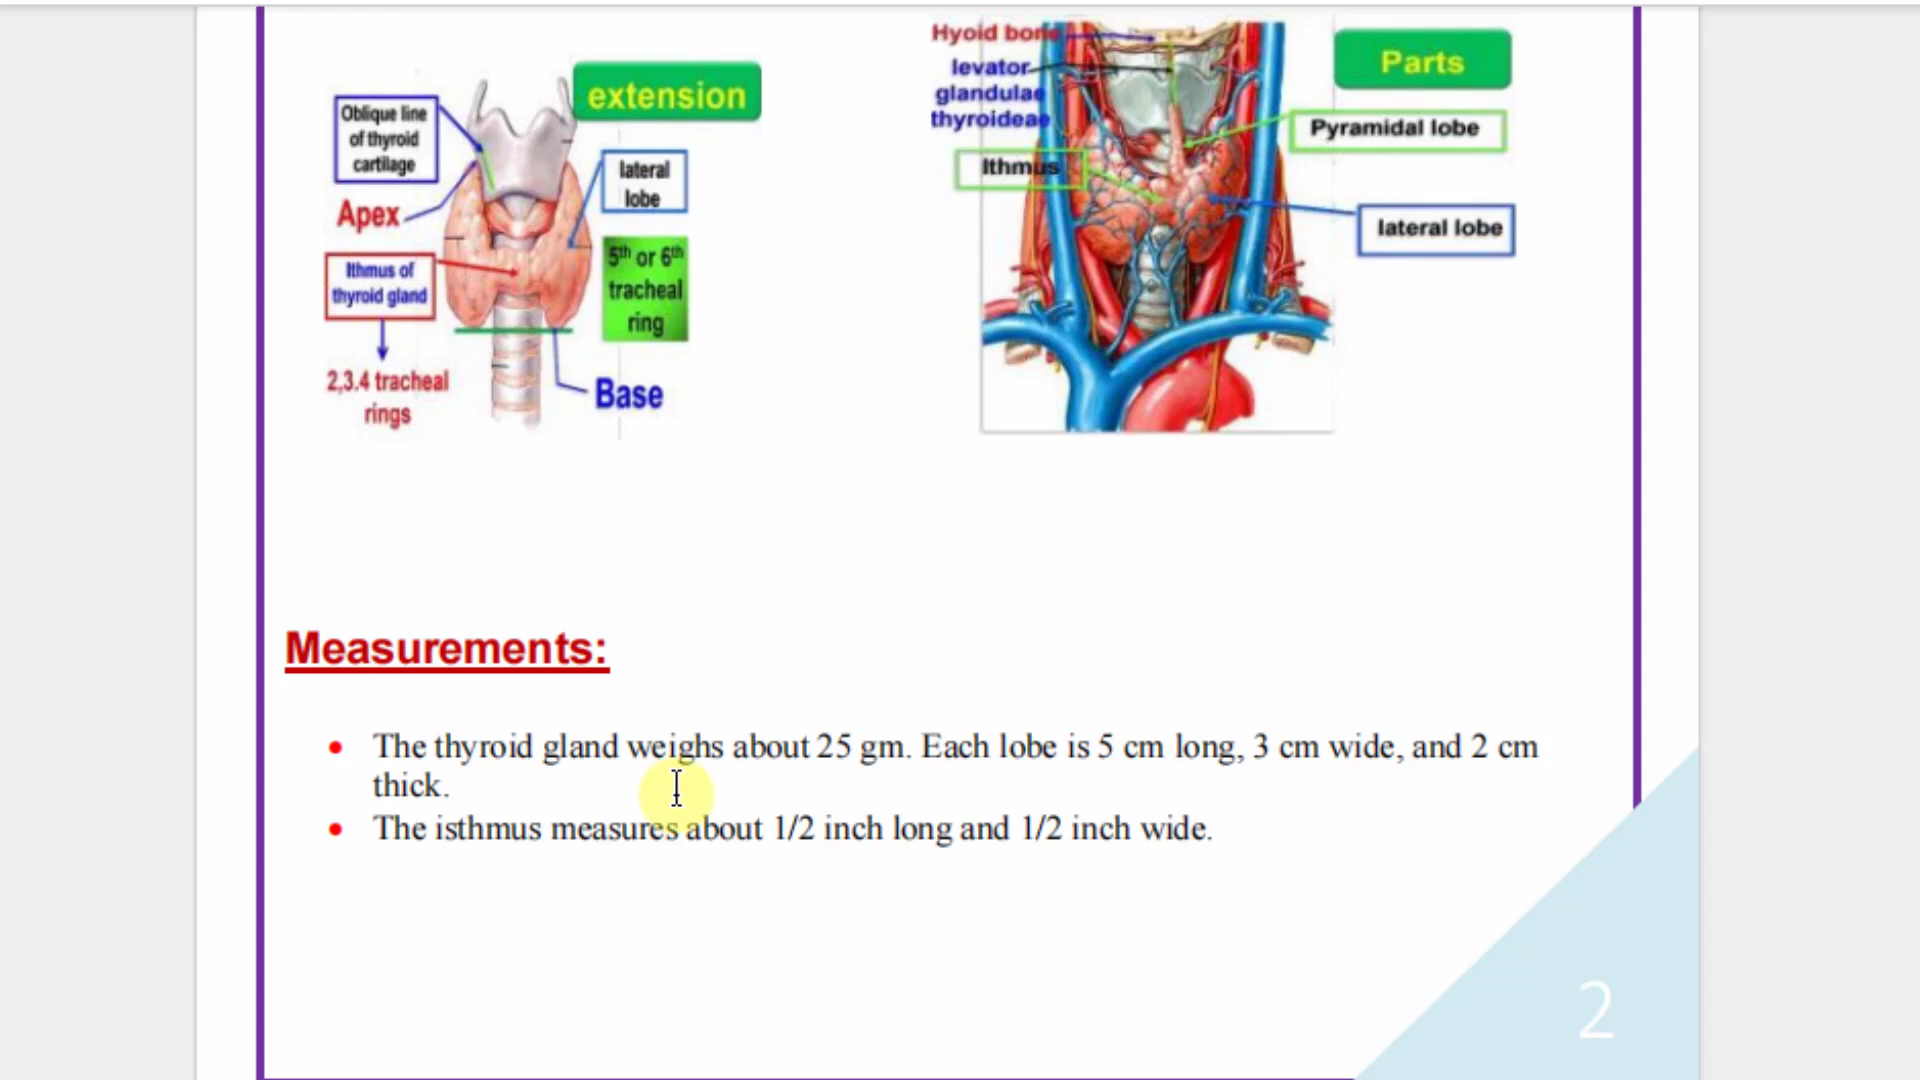 extension
Oblique line
of thyroid
cartilage
lateral
lobe
Apex
5th or 6th
tracheal
ring
Ithmus of
thyroid gland
2,3.4 tracheal
rings
Base
Hyoid bone
levator
glandulae
thyroideae
Parts
Pyramidal lobe
Ithmus
lateral lobe
Measurements:
• The thyroid gland weighs about 25 gm. Each lobe is 5 cm long, 3 cm wide, and 2 cm
thick.
• The isthmus measures about 1/2 inch long and 1/2 inch wide.
2